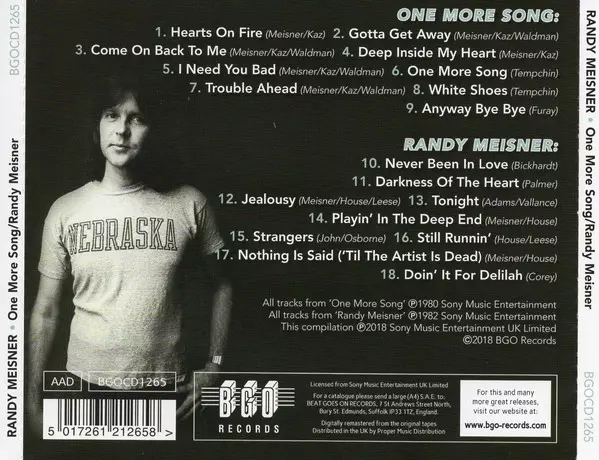 BGOCD1265
RANDY MEISNER • One More Song/Randy Meisner
ONE MORE SONG:
1. Hearts On Fire (Meisner/Kaz) 2. Gotta Get Away (Meisner/Kaz/Waldman)
3. Come On Back To Me (Meisner/Kaz/Waldman) 4. Deep Inside My Heart (Meisner/Kaz)
5. I Need You Bad (Meisner/Kaz/Waldman) 6. One More Song (Tempchin)
7. Trouble Ahead (Meisner/Kaz/Waldman) 8. White Shoes (Tempchin)
9. Anyway Bye Bye (Furay)
RANDY MEISNER:
10. Never Been In Love (Bickhardt)
11. Darkness Of The Heart (Palmer)
12. Jealousy (Meisner/House/Leese) 13. Tonight (Adams/Vallance)
14. Playin' In The Deep End (Meisner/House)
15. Strangers (John/Osborne) 16. Still Runnin' (House/Leese)
17. Nothing Is Said ('Til The Artist Is Dead) (Meisner/House)
18. Doin' It For Delilah (Corey)
NEBRASKA
All tracks from 'One More Song' ℗1980 Sony Music Entertainment
All tracks from 'Randy Meisner' ℗1982 Sony Music Entertainment
This compilation ℗2018 Sony Music Entertainment UK Limited
©2018 BGO Records
AAD
BGOCD1265
5 017261 212658 >
BGO
RECORDS
Licensed from Sony Music Entertainment UK Limited
For a catalogue please send a large (A4) S.A.E. to:
BEAT GOES ON RECORDS, 7 St Andrews Street North,
Bury St. Edmunds, Suffolk IP33 1TZ, England.
Digitally remastered from the original tapes
Distributed in the UK by Proper Music Distribution
For this and many
more great releases,
visit our website at:
www.bgo-records.com
RANDY MEISNER • One More Song/Randy Meisner
BGOCD1265